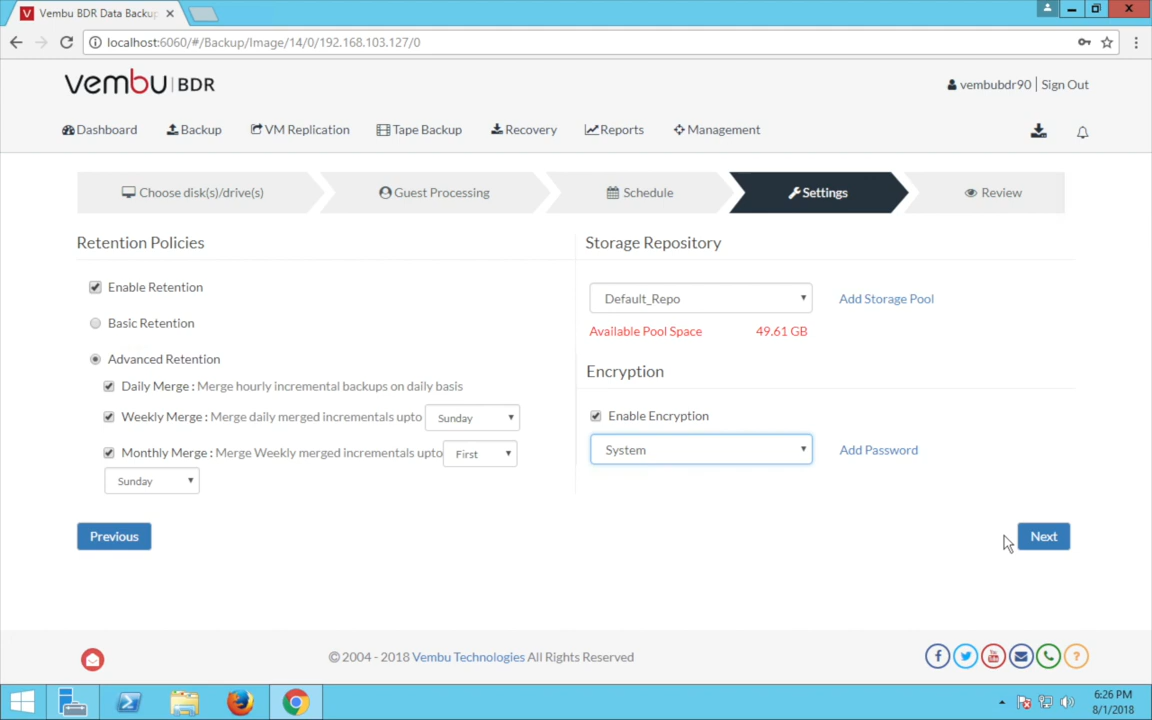 Vembu BDR Data Backup
localhost:6060/#/Backup/Image/14/0/192.168.103.127/0
vembu BDR
vembubdr90 | Sign Out
Dashboard Backup VM Replication Tape Backup Recovery Reports Management
Choose disk(s)/drive(s) Guest Processing Schedule Settings Review
Retention Policies
Enable Retention
Basic Retention
Advanced Retention
Daily Merge : Merge hourly incremental backups on daily basis
Weekly Merge : Merge daily merged incrementals upto Sunday
Monthly Merge : Merge Weekly merged incrementals upto First
Sunday
Storage Repository
Default_Repo Add Storage Pool
Available Pool Space 49.61 GB
Encryption
Enable Encryption
System Add Password
Previous Next
© 2004 - 2018 Vembu Technologies All Rights Reserved
6:26 PM
8/1/2018